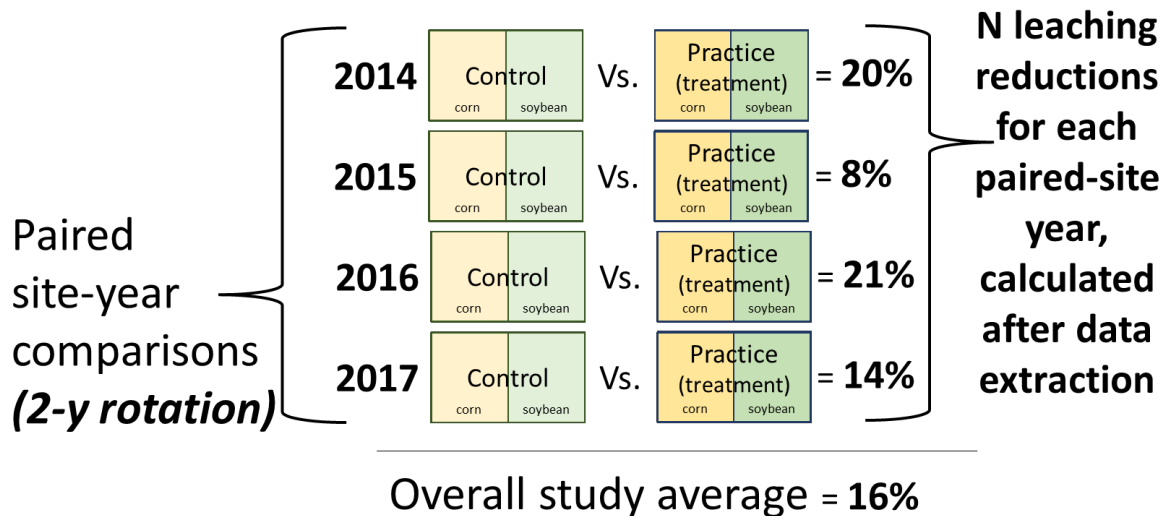 Paired
site-year
comparisons
(2-y rotation)
2014 Control corn soybean Vs. Practice (treatment) corn soybean = 20%
2015 Control corn soybean Vs. Practice (treatment) corn soybean = 8%
2016 Control corn soybean Vs. Practice (treatment) corn soybean = 21%
2017 Control corn soybean Vs. Practice (treatment) corn soybean = 14%
N leaching
reductions
for each
paired-site
year,
calculated
after data
extraction
Overall study average = 16%